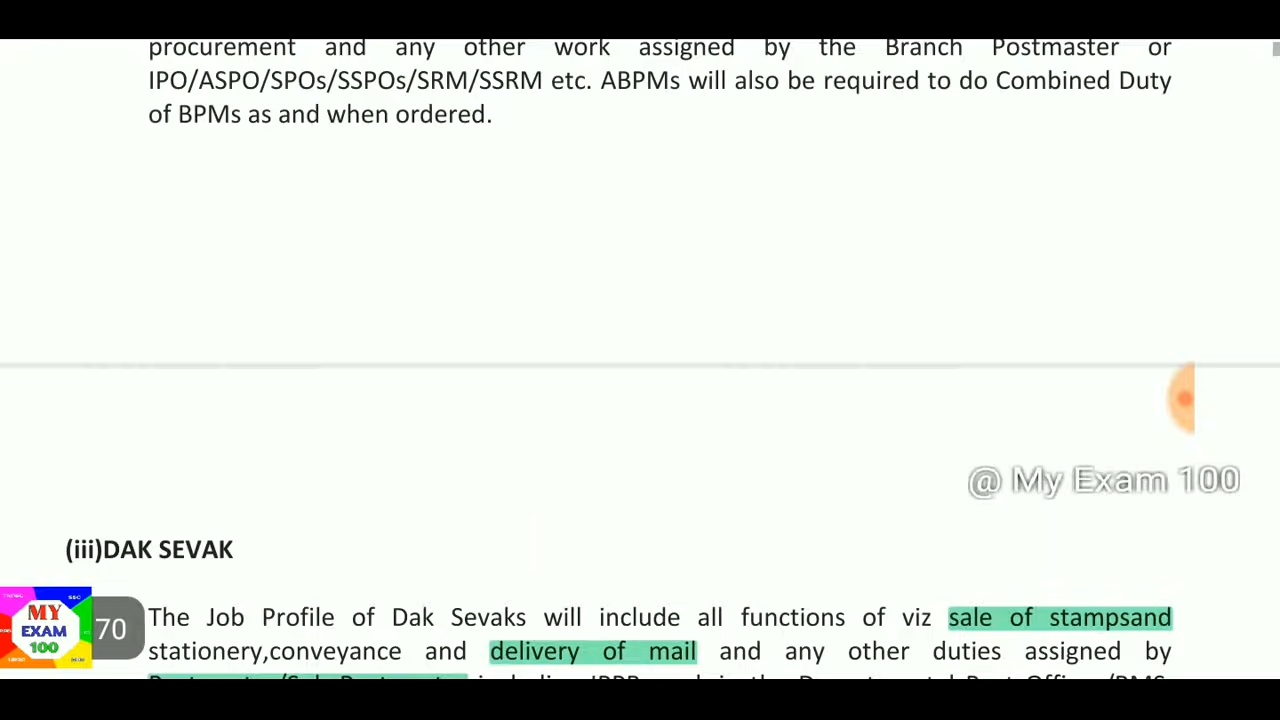 procurement and any other work assigned by the Branch Postmaster or
IPO/ASPO/SPOs/SSPOs/SRM/SSRM etc. ABPMs will also be required to do Combined Duty
of BPMs as and when ordered.
@ My Exam 100
(iii)DAK SEVAK
MY
EXAM
100
70
The Job Profile of Dak Sevaks will include all functions of viz sale of stampsand
stationery,conveyance and delivery of mail and any other duties assigned by